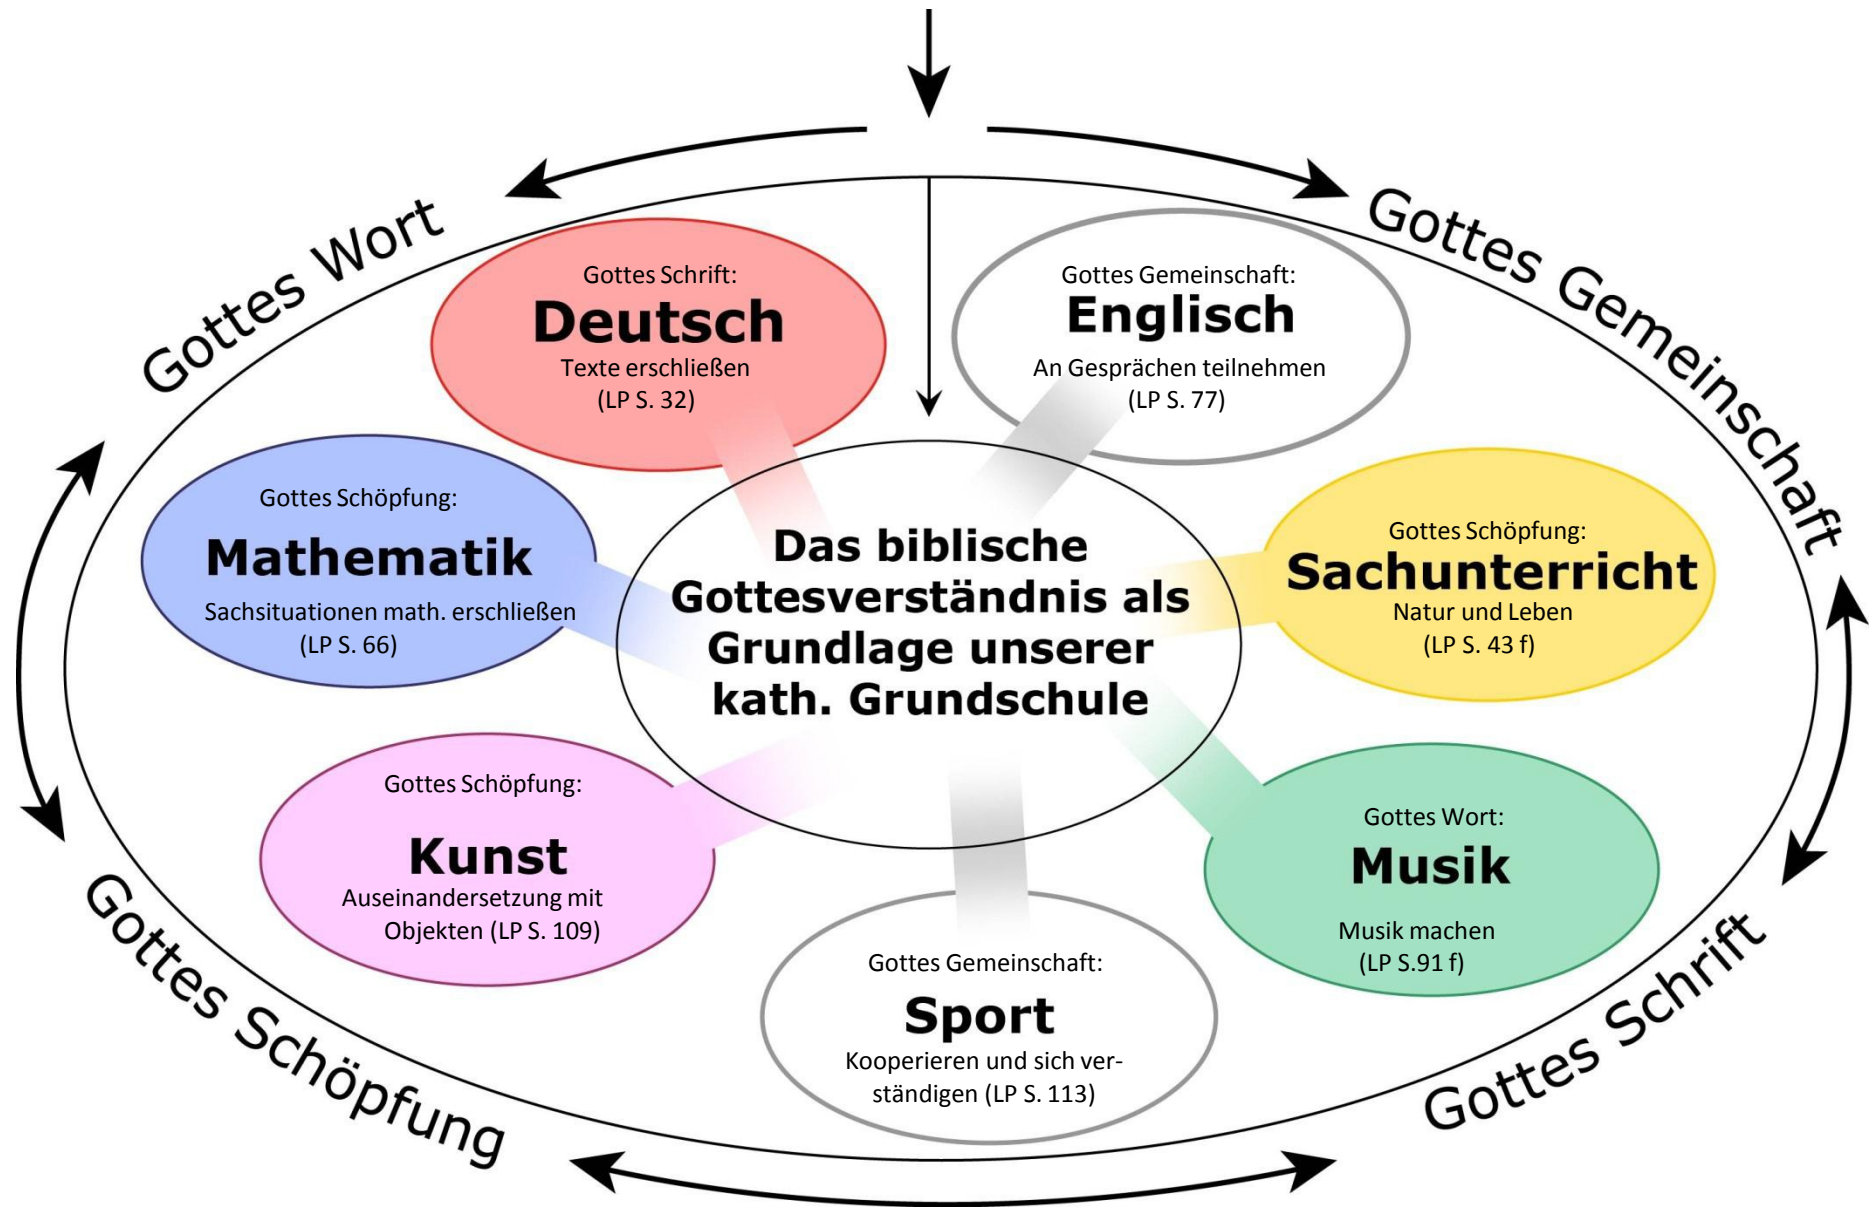 Gottes Wort
Gottes Gemeinschaft
Gottes Schrift:
Deutsch
Texte erschließen
(LP S. 32)
Gottes Gemeinschaft:
Englisch
An Gesprächen teilnehmen
(LP S. 77)
Gottes Schöpfung:
Mathematik
Sachsituationen math. erschließen
(LP S. 66)
Das biblische
Gottesverständnis als
Grundlage unserer
kath. Grundschule
Gottes Schöpfung:
Sachunterricht
Natur und Leben
(LP S. 43 f)
Gottes Schöpfung:
Kunst
Auseinandersetzung mit
Objekten (LP S. 109)
Gottes Gemeinschaft:
Sport
Kooperieren und sich ver-
ständigen (LP S. 113)
Gottes Wort:
Musik
Musik machen
(LP S.91 f)
Gottes Schöpfung
Gottes Schrift